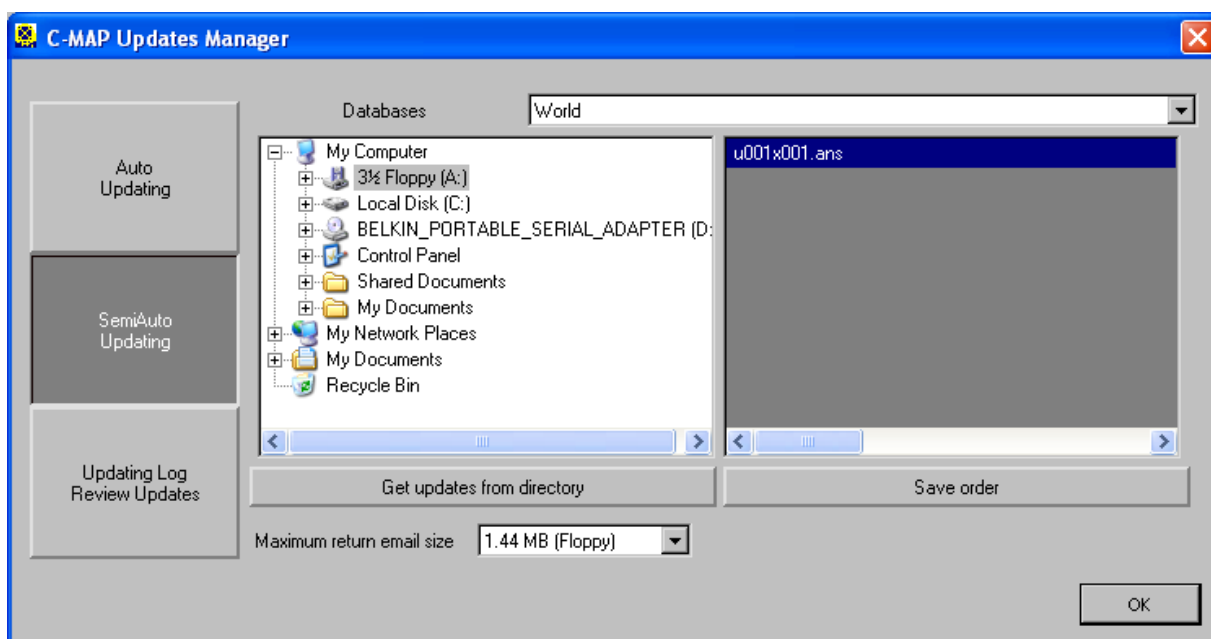 C-MAP Updates Manager
Databases
World
Auto
Updating
SemiAuto
Updating
Updating Log
Review Updates
My Computer
3½ Floppy (A:)
Local Disk (C:)
BELKIN_PORTABLE_SERIAL_ADAPTER (D:
Control Panel
Shared Documents
My Documents
My Network Places
My Documents
Recycle Bin
u001x001.ans
Get updates from directory
Save order
Maximum return email size
1.44 MB (Floppy)
OK